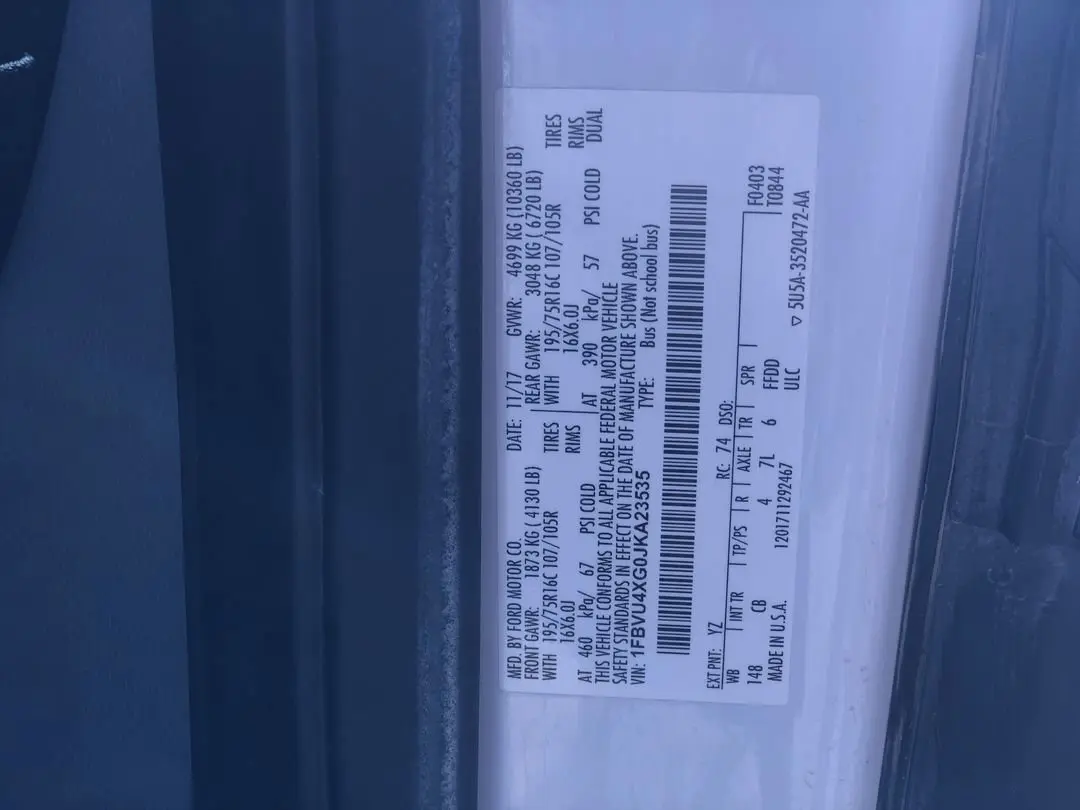 MFD. BY FORD MOTOR CO. DATE: 11/17 GVWR: 4699 KG (10360 LB)
FRONT GAWR: 1873 KG ( 4130 LB) REAR GAWR: 3048 KG ( 6720 LB)
WITH 195/75R16C 107/105R TIRES WITH 195/75R16C 107/105R TIRES
16X6.0J RIMS 16X6.0J RIMS
AT 460 kPa/ 67 PSI COLD AT 390 kPa/ 57 PSI COLD DUAL
THIS VEHICLE CONFORMS TO ALL APPLICABLE FEDERAL MOTOR VEHICLE
SAFETY STANDARDS IN EFFECT ON THE DATE OF MANUFACTURE SHOWN ABOVE.
VIN: 1FBVU4XG0JKA23535 TYPE: Bus (Not school bus)
EXT PNT: YZ RC: 74 DSO:
WB INT TR TP/PS R AXLE TR SPR F0403
148 CB 4 7L 6 FFDD T0844
MADE IN U.S.A. 1201711292467 ULC
▽ 5U5A-3520472-AA